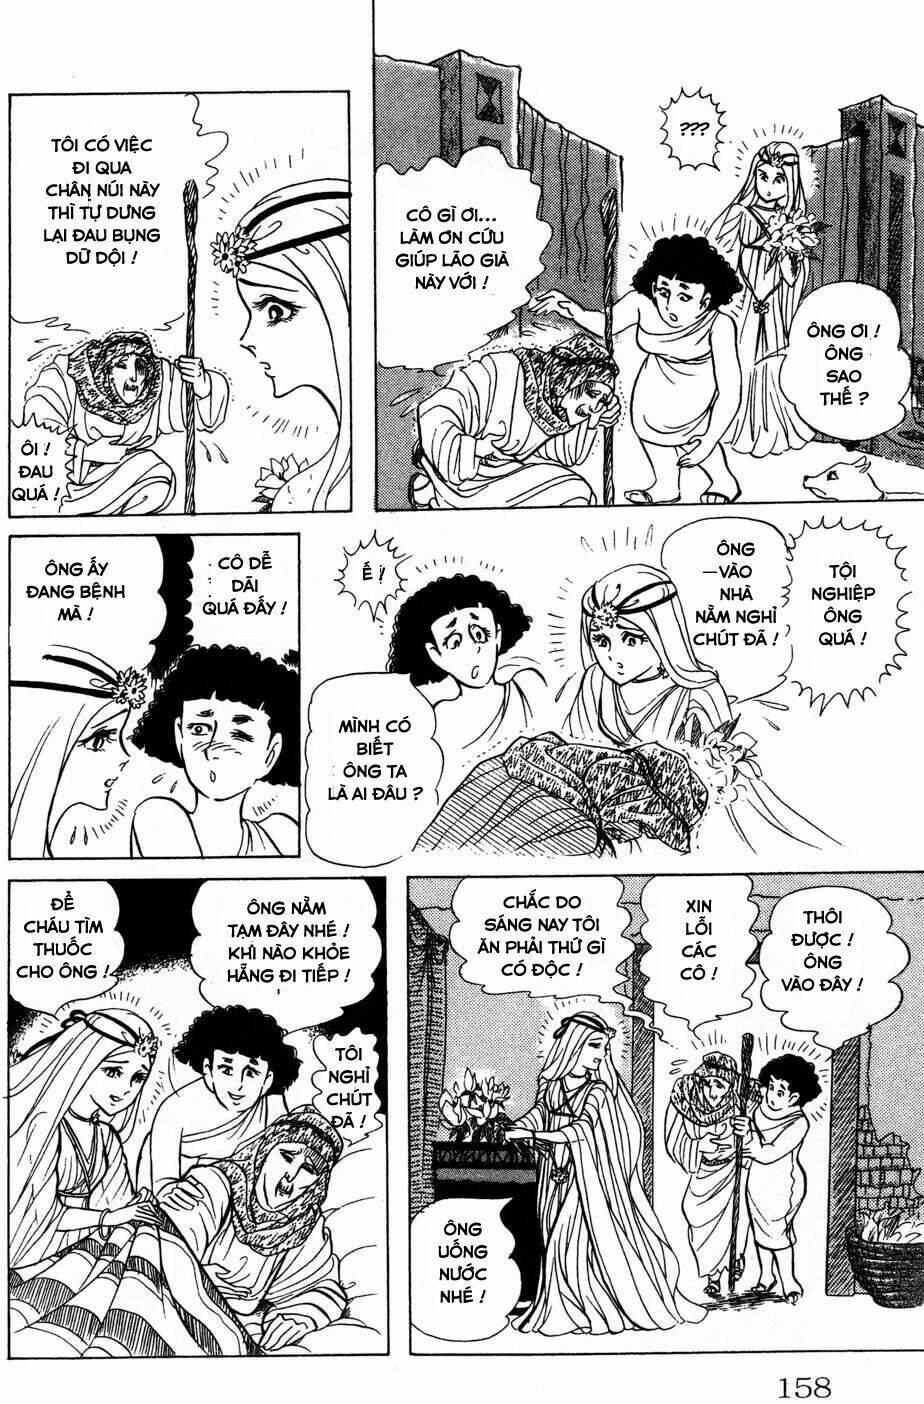 ???
ÔNG ƠI !
ÔNG
SAO
THẾ ?
CÔ GÌ ƠI...
LÀM ƠN CỨU
GIÚP LÃO GIÀ
NÀY VỚI !
TÔI CÓ VIỆC
ĐI QUA
CHÂN NÚI NÀY
THÌ TỰ DƯNG
LẠI ĐAU BỤNG
DỮ DỘI !
ÔI !
ĐAU
QUÁ !
TỘI
NGHIỆP
ÔNG
QUÁ !
ÔNG
VÀO
NHÀ
NẰM NGHỈ
CHÚT ĐÃ !
Ế !
MÌNH CÓ
BIẾT
ÔNG TA
LÀ AI ĐÂU ?
CÔ DỄ
DÃI
QUÁ ĐẤY !
ÔNG ẤY
ĐANG BỆNH
MÀ !
THÔI
ĐƯỢC !
ÔNG
VÀO ĐÂY !
XIN
LỖI
CÁC
CÔ !
CHẮC DO
SÁNG NAY TÔI
ĂN PHẢI THỨ GÌ
CÓ ĐỘC !
ÔNG
UỐNG
NƯỚC
NHÉ !
ÔNG NẰM
TẠM ĐÂY NHÉ !
KHI NÀO KHỎE
HẴNG ĐI TIẾP !
TÔI
NGHỈ
CHÚT
ĐÃ !
ĐỂ
CHÁU TÌM
THUỐC
CHO ÔNG !
158